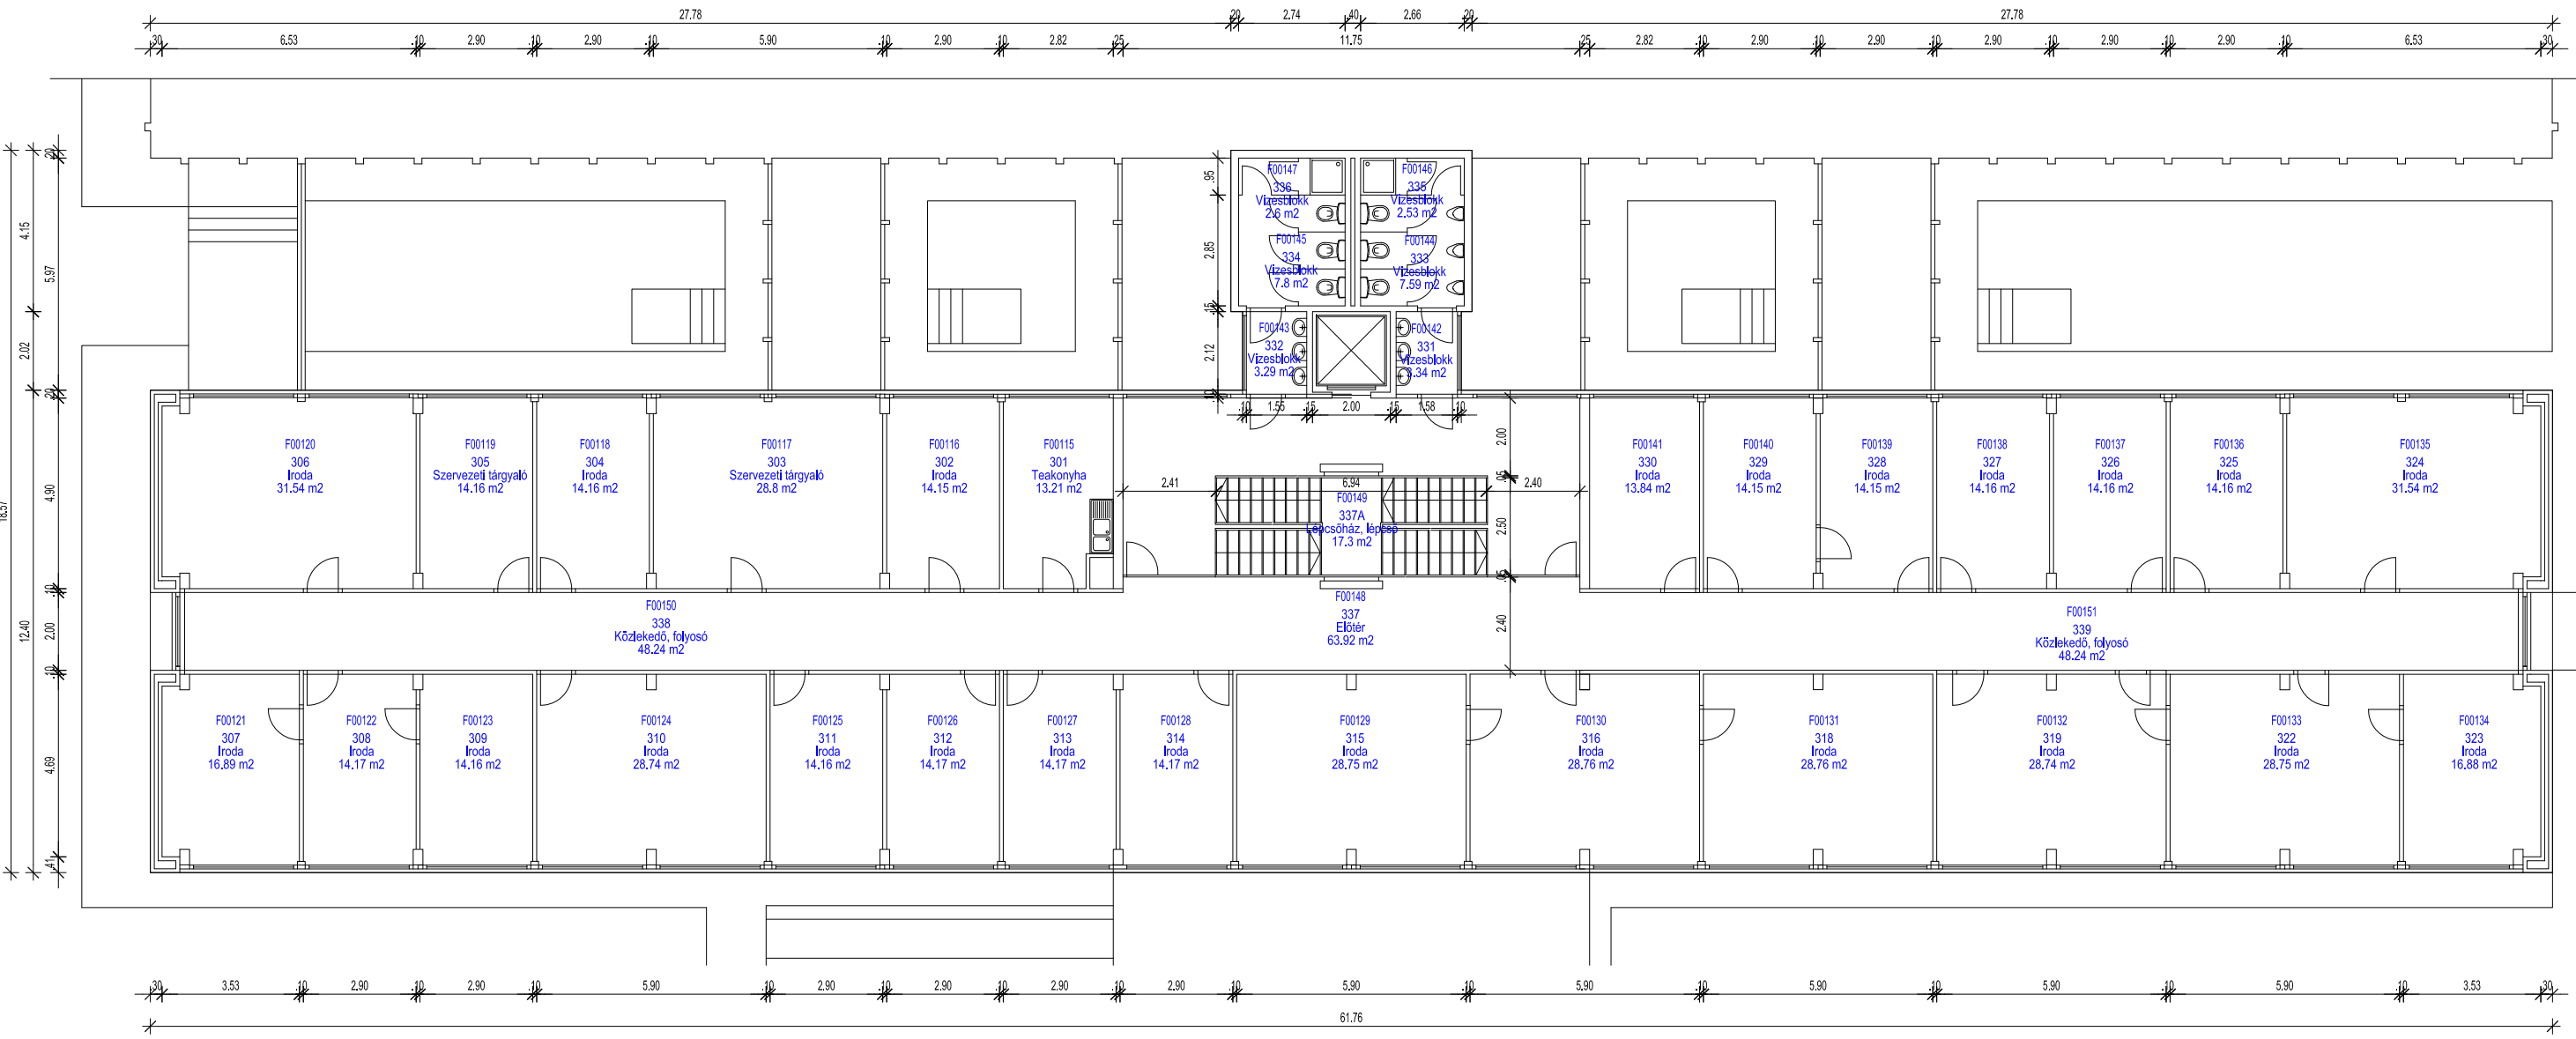 27.78
.20
2.74
.40
2.66
.20
27.78
.30
6.53
.10
2.90
.10
2.90
.10
5.90
.10
2.90
.10
2.82
.25
11.75
.25
2.82
.10
2.90
.10
2.90
.10
2.90
.10
2.90
.10
2.90
.10
6.53
.30
18.57
4.15
2.02
12.40
.20
5.97
.20
4.90
.10
2.00
.10
4.69
.41
.95
2.85
.15
2.12
.10
F00147
336
Vizesblokk
2.6 m2
F00146
335
Vizesblokk
2.53 m2
F00145
334
Vizesblokk
7.8 m2
F00144
333
Vizesblokk
7.59 m2
F00143
332
Vizesblokk
3.29 m2
F00142
331
Vizesblokk
3.34 m2
.10
1.55
.15
2.00
.15
1.58
.10
F00120
306
Iroda
31.54 m2
F00119
305
Szervezeti tárgyaló
14.16 m2
F00118
304
Iroda
14.16 m2
F00117
303
Szervezeti tárgyaló
28.8 m2
F00116
302
Iroda
14.15 m2
F00115
301
Teakonyha
13.21 m2
2.41
6.94
2.40
F00149
337A
Lépcsőház, lépcső
17.3 m2
2.00
.05
2.50
.05
2.40
F00141
330
Iroda
13.84 m2
F00140
329
Iroda
14.15 m2
F00139
328
Iroda
14.15 m2
F00138
327
Iroda
14.16 m2
F00137
326
Iroda
14.16 m2
F00136
325
Iroda
14.16 m2
F00135
324
Iroda
31.54 m2
F00150
338
Közlekedő, folyosó
48.24 m2
F00148
337
Előtér
63.92 m2
F00151
339
Közlekedő, folyosó
48.24 m2
F00121
307
Iroda
16.89 m2
F00122
308
Iroda
14.17 m2
F00123
309
Iroda
14.16 m2
F00124
310
Iroda
28.74 m2
F00125
311
Iroda
14.16 m2
F00126
312
Iroda
14.17 m2
F00127
313
Iroda
14.17 m2
F00128
314
Iroda
14.17 m2
F00129
315
Iroda
28.75 m2
F00130
316
Iroda
28.76 m2
F00131
318
Iroda
28.76 m2
F00132
319
Iroda
28.74 m2
F00133
322
Iroda
28.75 m2
F00134
323
Iroda
16.88 m2
.30
3.53
.10
2.90
.10
2.90
.10
5.90
.10
2.90
.10
2.90
.10
2.90
.10
2.90
.10
5.90
.10
5.90
.10
5.90
.10
5.90
.10
5.90
.10
3.53
.30
61.76